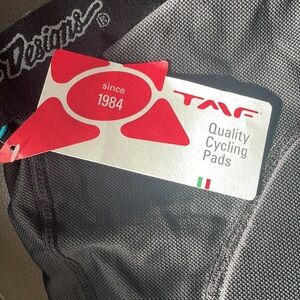 Designs®
since
1984
TMF
Quality
Cycling
Pads